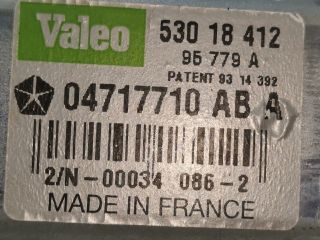 Valeo 530 18 412
95 779 A
PATENT 93 14 392
04717710 AB A
2/N-00034 086-2
MADE IN FRANCE